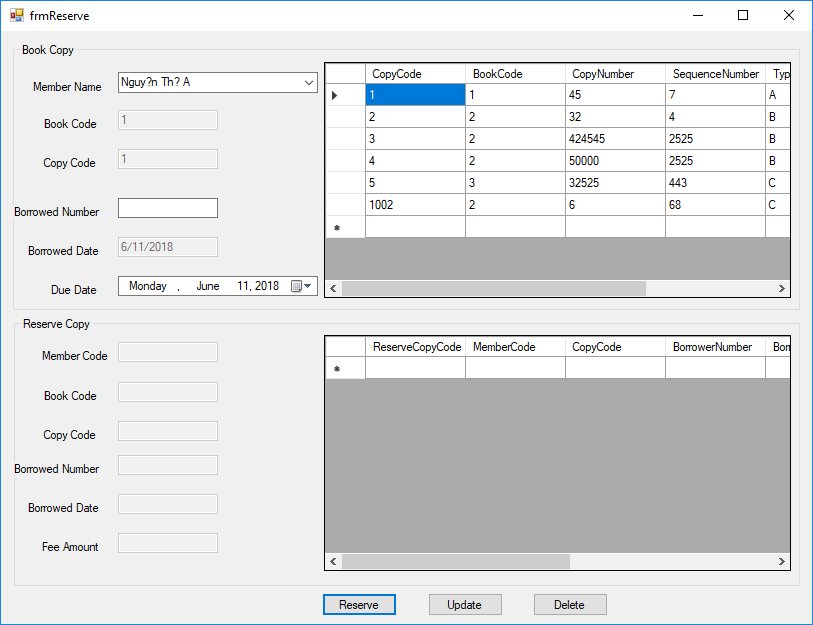 frmReserve
Book Copy
Member Name Nguy?n Th? A
Book Code 1
Copy Code 1
Borrowed Number
Borrowed Date 6/11/2018
Due Date Monday , June 11, 2018
CopyCode BookCode CopyNumber SequenceNumber Typ
1 1 45 7 A
2 2 32 4 B
3 2 424545 2525 B
4 2 50000 2525 B
5 3 32525 443 C
1002 2 6 68 C
Reserve Copy
Member Code
Book Code
Copy Code
Borrowed Number
Borrowed Date
Fee Amount
ReserveCopyCode MemberCode CopyCode BorrowerNumber Bor
Reserve Update Delete